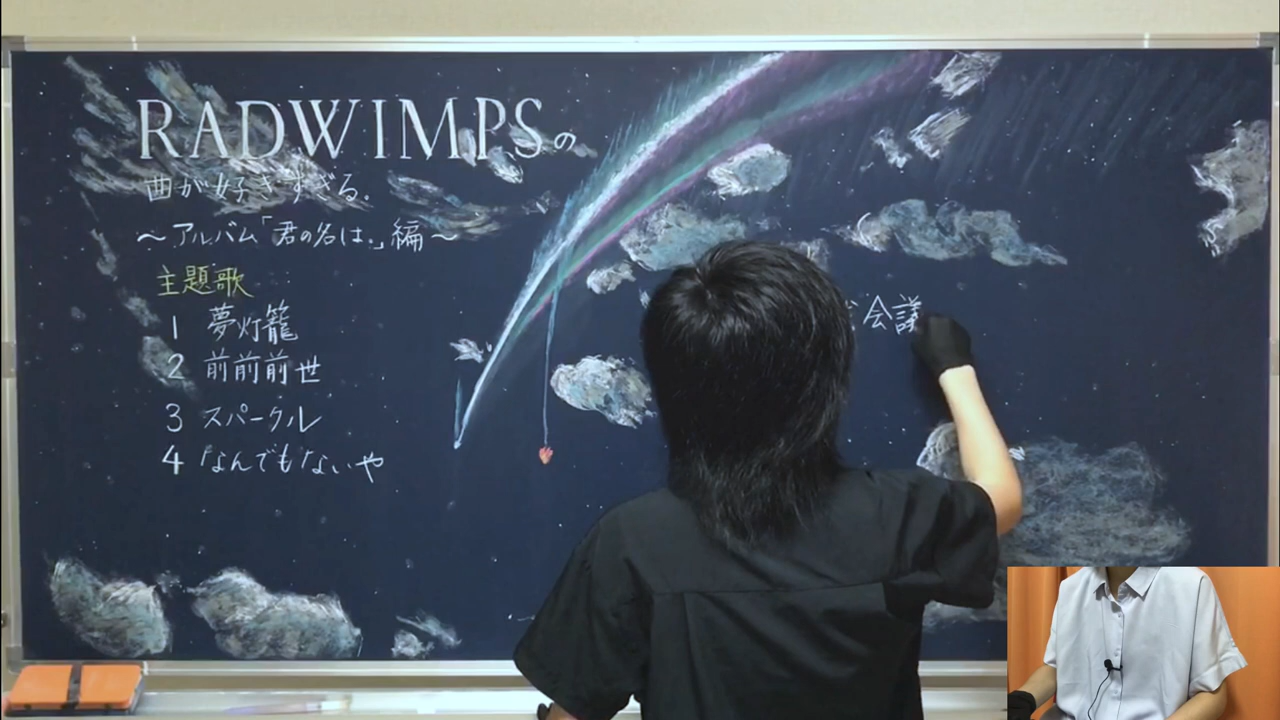 RADWIMPSの
曲が好きすぎる。
～アルバム「君の名は。」編～
主題歌
1 夢灯籠
2 前前前世
3 スパークル
4 なんでもないや
会議